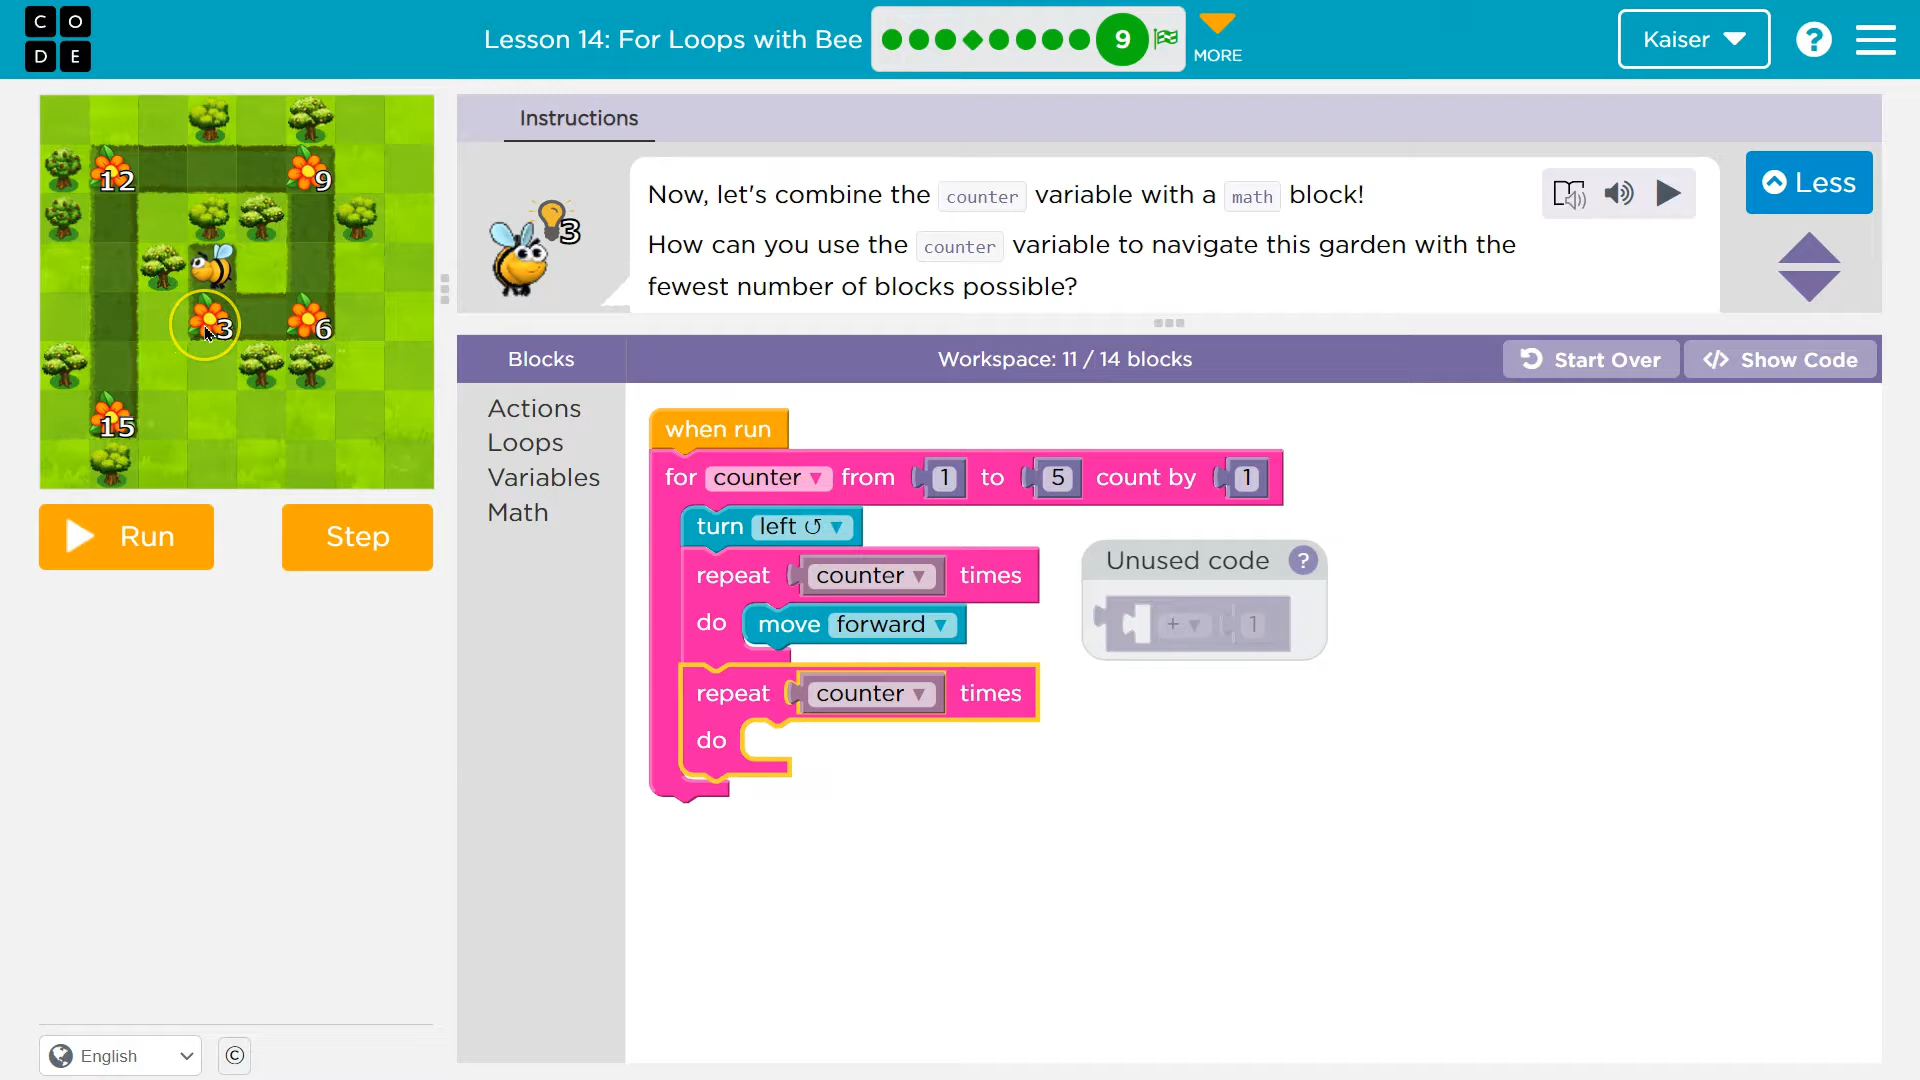 C O
D E
Lesson 14: For Loops with Bee
9
MORE
Kaiser
?
12
9
3
6
15
Run
Step
Instructions
3
Now, let's combine the counter variable with a math block!
How can you use the counter variable to navigate this garden with the
fewest number of blocks possible?
Less
Blocks
Workspace: 11 / 14 blocks
Start Over
</> Show Code
Actions
Loops
Variables
Math
when run
for counter from 1 to 5 count by 1
turn left ↺
repeat counter times
do move forward
repeat counter times
do
Unused code ?
+ 1
English
©